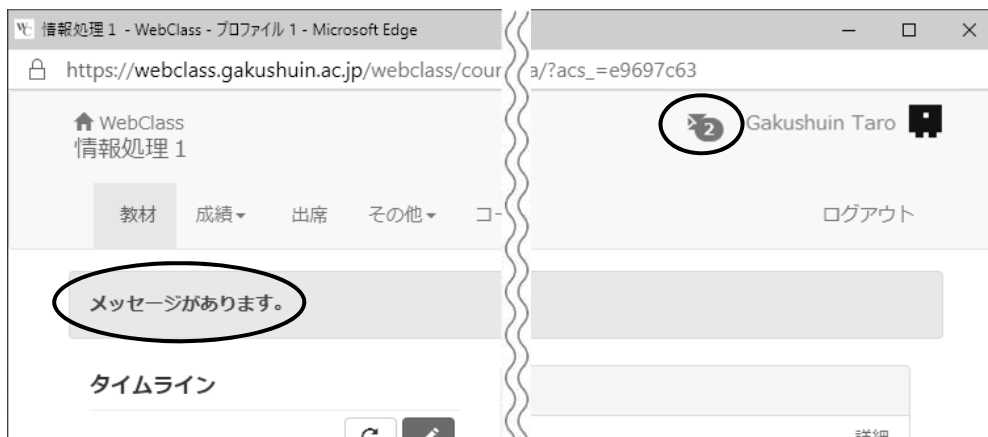 情報処理１ - WebClass - プロファイル 1 - Microsoft Edge
https://webclass.gakushuin.ac.jp/webclass/cour a/?acs_=e9697c63
WebClass
2 Gakushuin Taro
情報処理１
教材 成績 出席 その他 コー ログアウト
メッセージがあります。
タイムライン
詳細